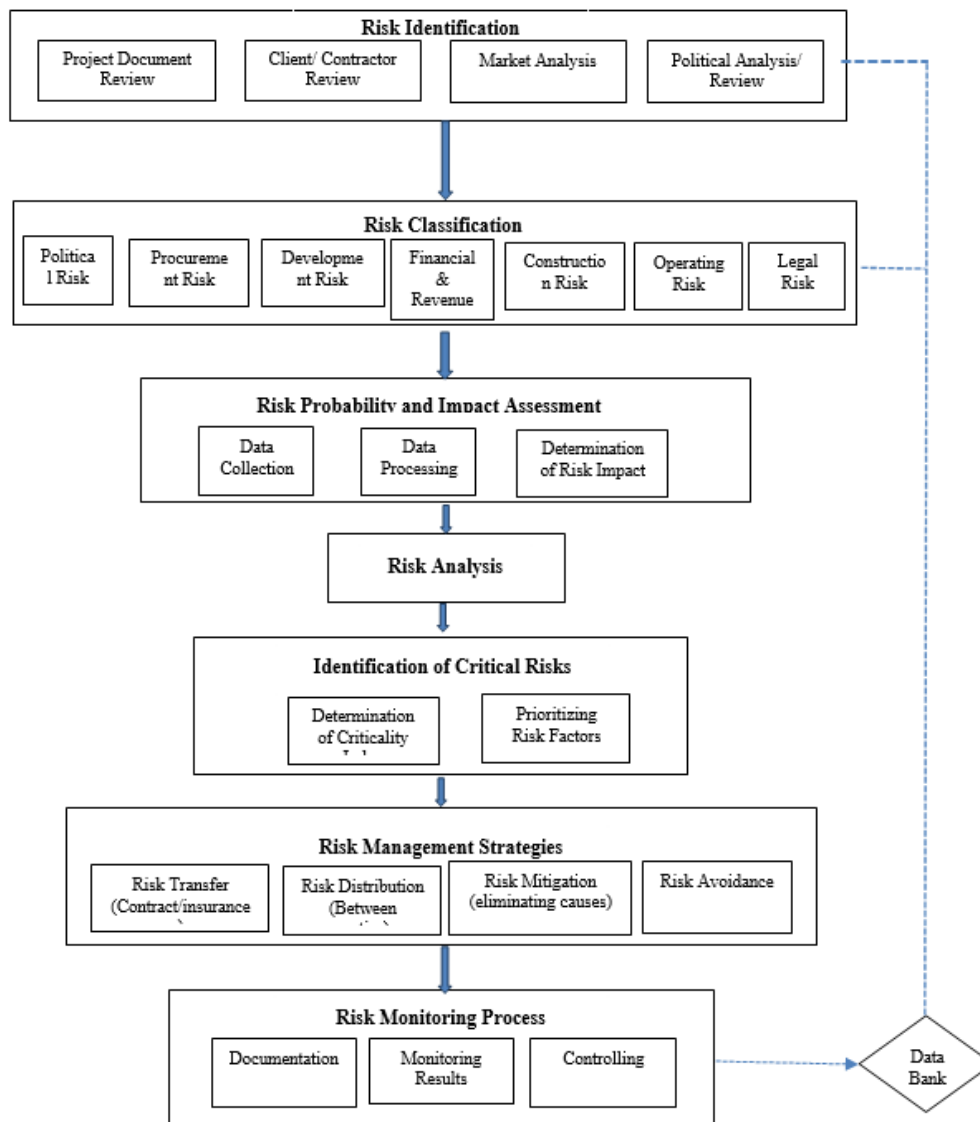 Risk Identification
Project Document
Review
Client/ Contractor
Review
Market Analysis
Political Analysis/
Review
Risk Classification
Politica
l Risk
Procureme
nt Risk
Developme
nt Risk
Financial
&
Revenue
Constructio
n Risk
Operating
Risk
Legal
Risk
Risk Probability and Impact Assessment
Data
Collection
Data
Processing
Determination
of Risk Impact
Risk Analysis
Identification of Critical Risks
Determination
of Criticality
Prioritizing
Risk Factors
Risk Management Strategies
Risk Transfer
(Contract/insurance
)
Risk Distribution
(Between
Risk Mitigation
(eliminating causes)
Risk Avoidance
Risk Monitoring Process
Documentation
Monitoring
Results
Controlling
Data
Bank